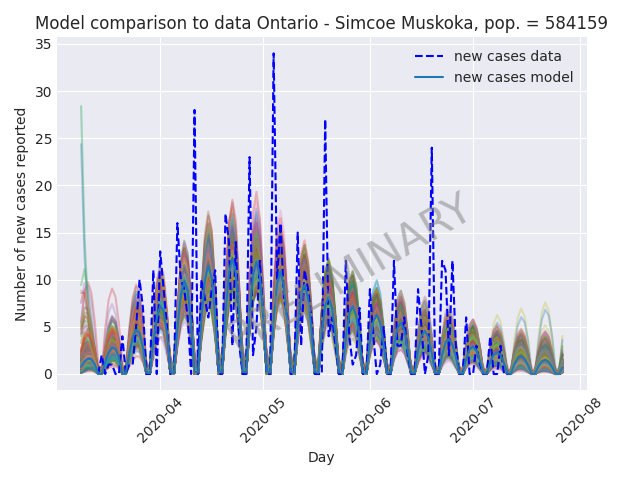 Model comparison to data Ontario - Simcoe Muskoka, pop. = 584159
35
30
25
20
15
10
5
0
Number of new cases reported
new cases data
new cases model
PRELIMINARY
2020-04
2020-05
2020-06
2020-07
2020-08
Day